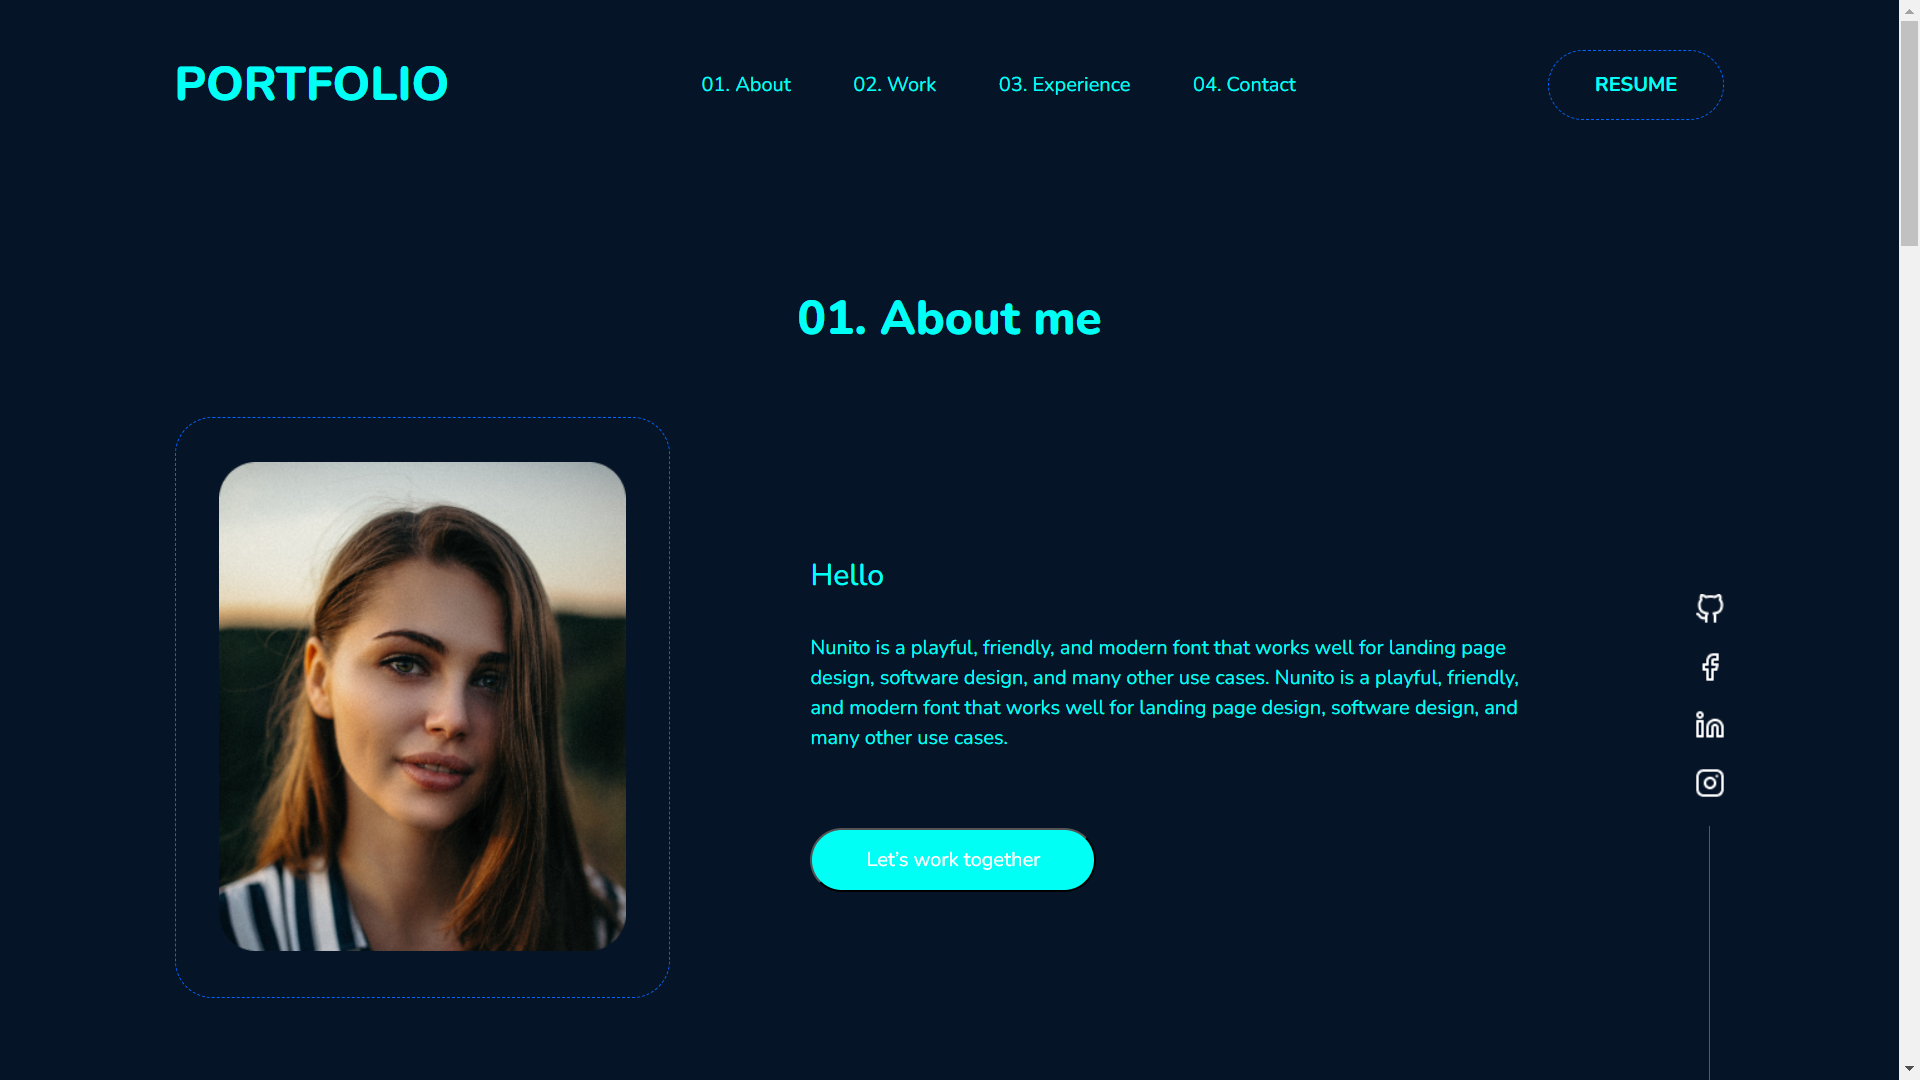 PORTFOLIO
01. About
02. Work
03. Experience
04. Contact
RESUME
01. About me
Hello
Nunito is a playful, friendly, and modern font that works well for landing page
design, software design, and many other use cases. Nunito is a playful, friendly,
and modern font that works well for landing page design, software design, and
many other use cases.
Let's work together